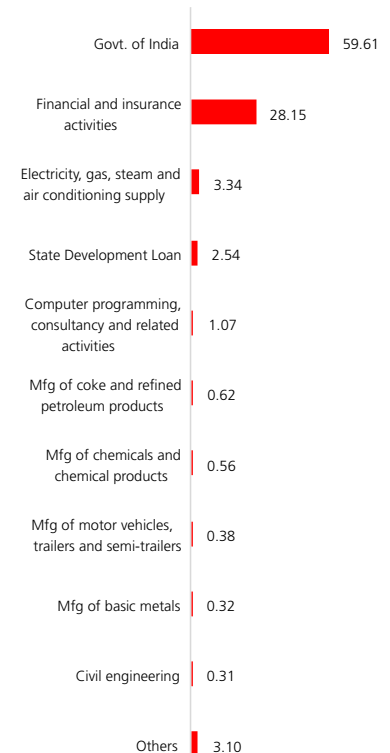 Govt. of India 59.61
Financial and insurance
activities
28.15
Electricity, gas, steam and
air conditioning supply
3.34
State Development Loan 2.54
Computer programming,
consultancy and related
activities
1.07
Mfg of coke and refined
petroleum products
0.62
Mfg of chemicals and
chemical products
0.56
Mfg of motor vehicles,
trailers and semi-trailers
0.38
Mfg of basic metals 0.32
Civil engineering 0.31
Others 3.10